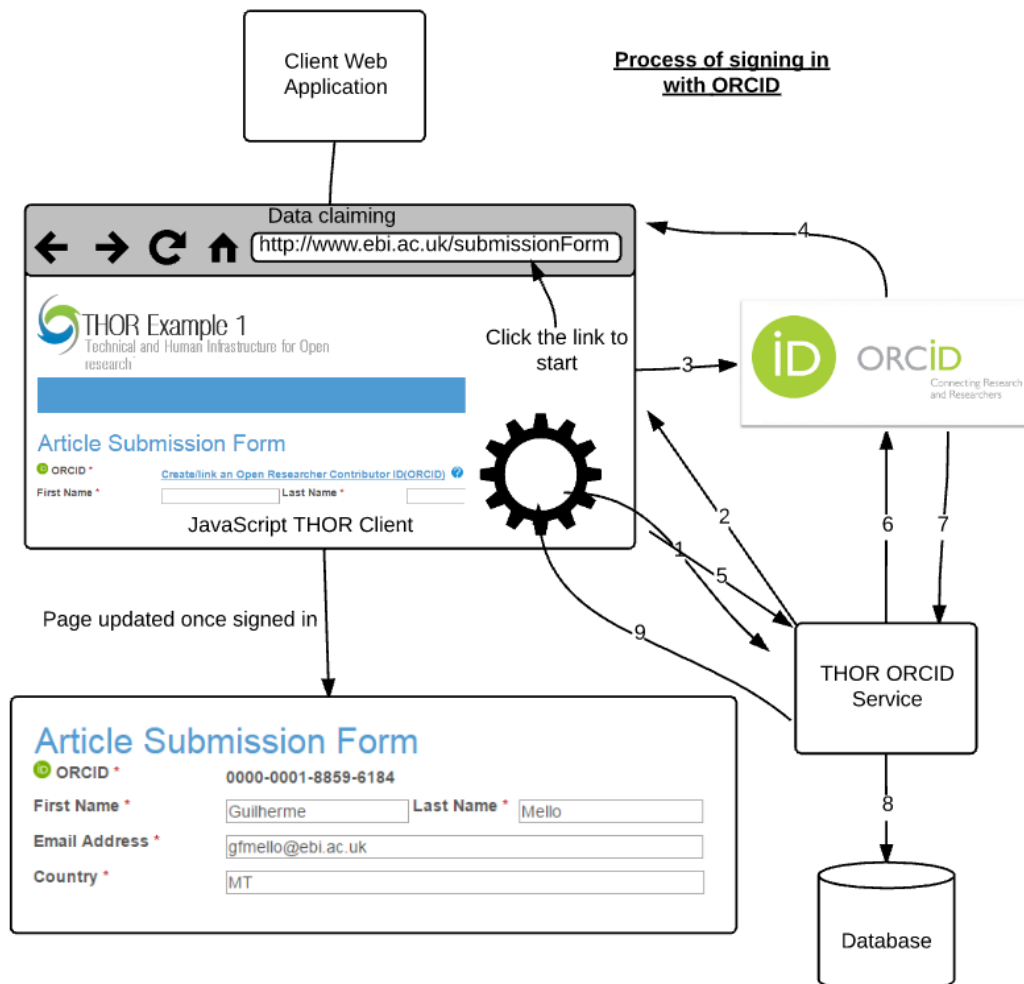 Client Web
Application
Process of signing in
with ORCID
Data claiming
http://www.ebi.ac.uk/submissionForm
4
THOR Example 1
Technical and Human Infrastructure for Open
research
Click the link to
start
3
iD ORCiD
Connecting Research
and Researchers
Article Submission Form
iD ORCID *
Create/link an Open Researcher Contributor ID(ORCID) ?
First Name *
Last Name *
JavaScript THOR Client
2
1
5
6
7
Page updated once signed in
9
THOR ORCID
Service
Article Submission Form
iD ORCID *
0000-0001-8859-6184
First Name *
Guilherme
Last Name *
Mello
Email Address *
gfmello@ebi.ac.uk
Country *
MT
8
Database